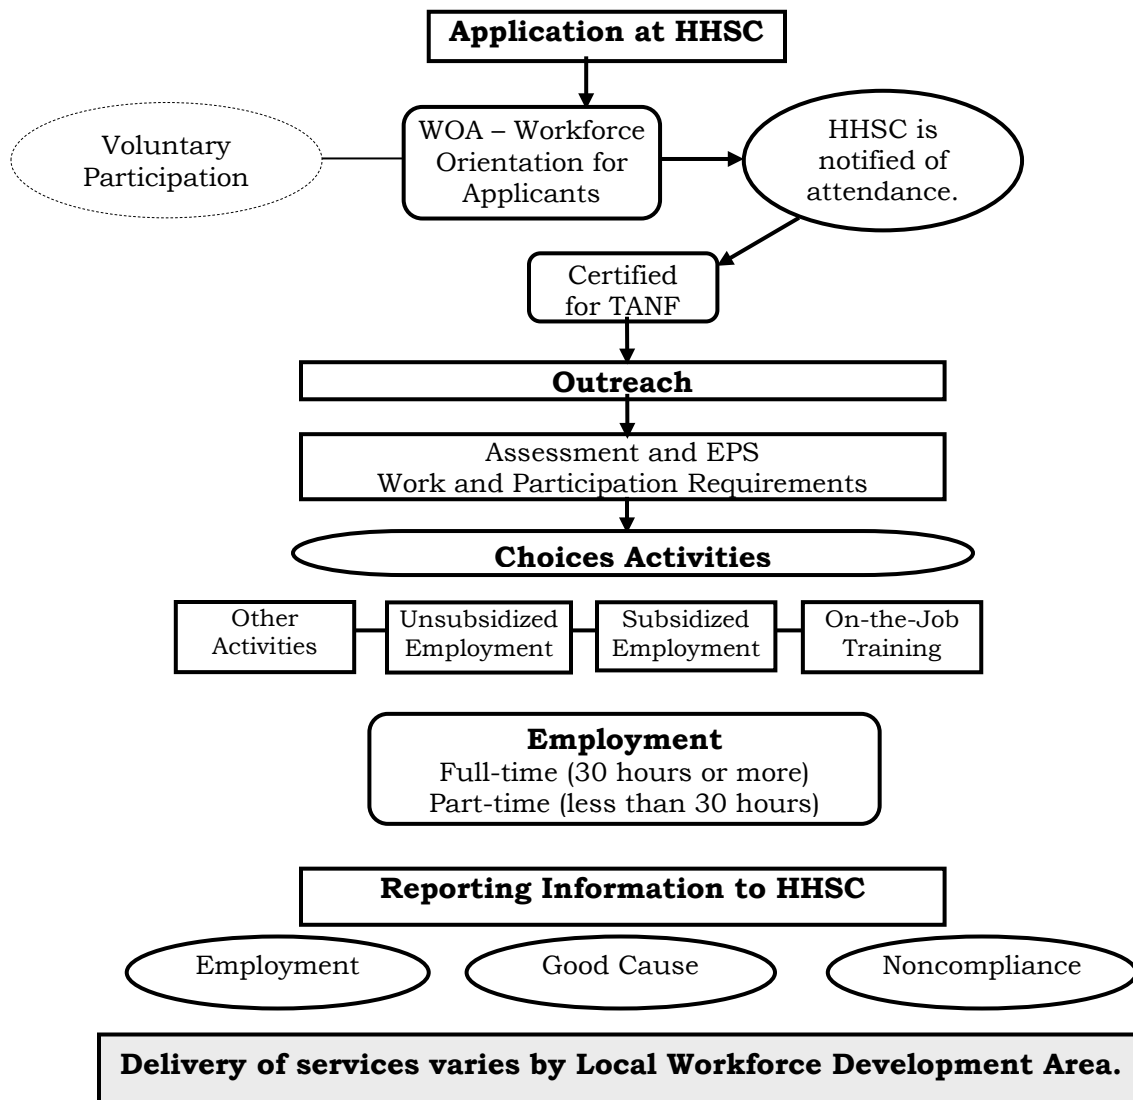 Application at HHSC
Voluntary
Participation
WOA – Workforce
Orientation for
Applicants
HHSC is
notified of
attendance.
Certified
for TANF
Outreach
Assessment and EPS
Work and Participation Requirements
Choices Activities
Other
Activities
Unsubsidized
Employment
Subsidized
Employment
On-the-Job
Training
Employment
Full-time (30 hours or more)
Part-time (less than 30 hours)
Reporting Information to HHSC
Employment
Good Cause
Noncompliance
Delivery of services varies by Local Workforce Development Area.